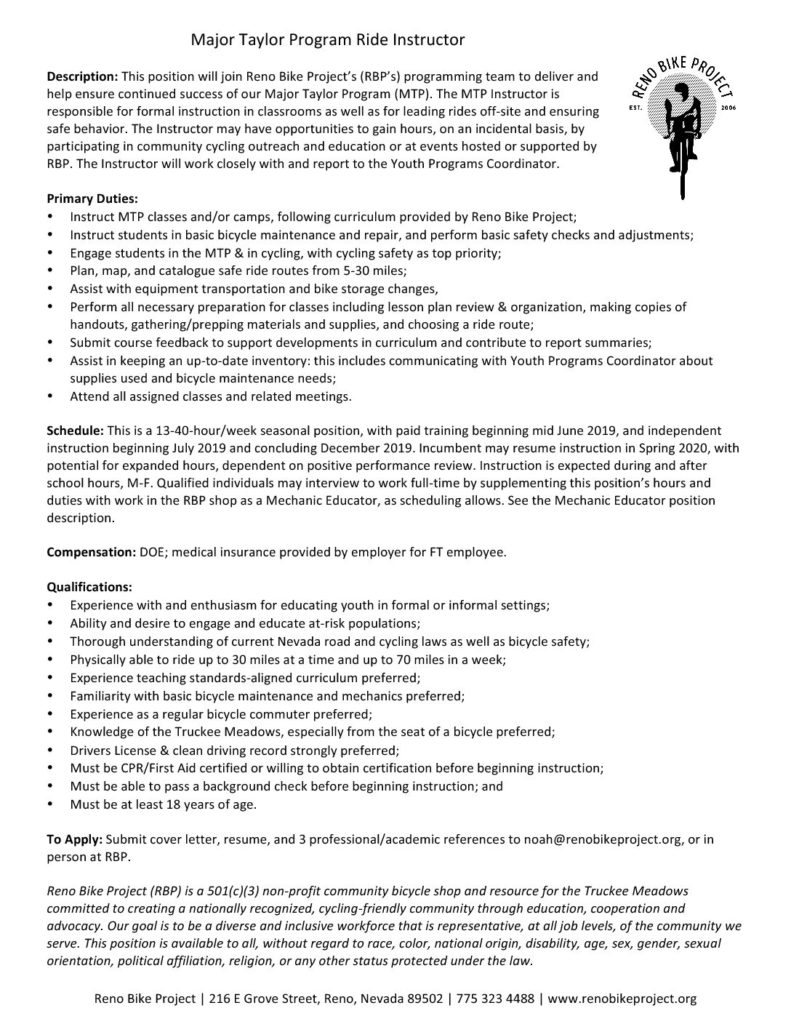 Major Taylor Program Ride Instructor
RENO BIKE PROJECT
EST. 2006
Description: This position will join Reno Bike Project's (RBP's) programming team to deliver and
help ensure continued success of our Major Taylor Program (MTP). The MTP Instructor is
responsible for formal instruction in classrooms as well as for leading rides off-site and ensuring
safe behavior. The Instructor may have opportunities to gain hours, on an incidental basis, by
participating in community cycling outreach and education or at events hosted or supported by
RBP. The Instructor will work closely with and report to the Youth Programs Coordinator.
Primary Duties:
• Instruct MTP classes and/or camps, following curriculum provided by Reno Bike Project;
• Instruct students in basic bicycle maintenance and repair, and perform basic safety checks and adjustments;
• Engage students in the MTP & in cycling, with cycling safety as top priority;
• Plan, map, and catalogue safe ride routes from 5-30 miles;
• Assist with equipment transportation and bike storage changes,
• Perform all necessary preparation for classes including lesson plan review & organization, making copies of
handouts, gathering/prepping materials and supplies, and choosing a ride route;
• Submit course feedback to support developments in curriculum and contribute to report summaries;
• Assist in keeping an up-to-date inventory: this includes communicating with Youth Programs Coordinator about
supplies used and bicycle maintenance needs;
• Attend all assigned classes and related meetings.
Schedule: This is a 13-40-hour/week seasonal position, with paid training beginning mid June 2019, and independent
instruction beginning July 2019 and concluding December 2019. Incumbent may resume instruction in Spring 2020, with
potential for expanded hours, dependent on positive performance review. Instruction is expected during and after
school hours, M-F. Qualified individuals may interview to work full-time by supplementing this position's hours and
duties with work in the RBP shop as a Mechanic Educator, as scheduling allows. See the Mechanic Educator position
description.
Compensation: DOE; medical insurance provided by employer for FT employee.
Qualifications:
• Experience with and enthusiasm for educating youth in formal or informal settings;
• Ability and desire to engage and educate at-risk populations;
• Thorough understanding of current Nevada road and cycling laws as well as bicycle safety;
• Physically able to ride up to 30 miles at a time and up to 70 miles in a week;
• Experience teaching standards-aligned curriculum preferred;
• Familiarity with basic bicycle maintenance and mechanics preferred;
• Experience as a regular bicycle commuter preferred;
• Knowledge of the Truckee Meadows, especially from the seat of a bicycle preferred;
• Drivers License & clean driving record strongly preferred;
• Must be CPR/First Aid certified or willing to obtain certification before beginning instruction;
• Must be able to pass a background check before beginning instruction; and
• Must be at least 18 years of age.
To Apply: Submit cover letter, resume, and 3 professional/academic references to noah@renobikeproject.org, or in
person at RBP.
Reno Bike Project (RBP) is a 501(c)(3) non-profit community bicycle shop and resource for the Truckee Meadows
committed to creating a nationally recognized, cycling-friendly community through education, cooperation and
advocacy. Our goal is to be a diverse and inclusive workforce that is representative, at all job levels, of the community we
serve. This position is available to all, without regard to race, color, national origin, disability, age, sex, gender, sexual
orientation, political affiliation, religion, or any other status protected under the law.
Reno Bike Project | 216 E Grove Street, Reno, Nevada 89502 | 775 323 4488 | www.renobikeproject.org